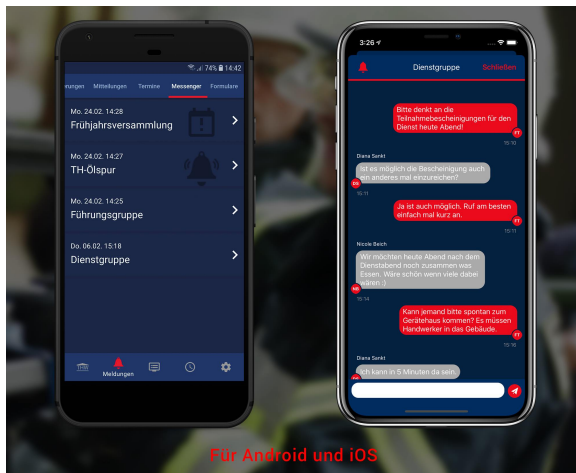 74% 14:42
rungen Mitteilungen Termine Messenger Formulare
Mo. 24.02. 14:28
Frühjahrsversammlung
Mo. 24.02. 14:27
TH-Ölspur
Mo. 24.02. 14:25
Führungsgruppe
Do. 06.02. 15:18
Dienstgruppe
Meldungen
3:26
Dienstgruppe Schließen
Bitte denkt an die
Teilnahmebescheinigungen für den
Dienst heute Abend!
FT
15:10
Diana Sankt
Ist es möglich die Bescheinigung auch
ein anderes mal einzureichen?
DS
15:11
Ja ist auch möglich. Ruf am besten
einfach mal kurz an.
FT
15:11
Nicole Beich
Wir möchten heute Abend nach dem
Dienstabend noch zusammen was
Essen. Wäre schön wenn viele dabei
wären :)
NB
15:14
Kann jemand bitte spontan zum
Gerätehaus kommen? Es müssen
Handwerker in das Gebäude.
FT
15:16
Diana Sankt
Ich kann in 5 Minuten da sein.
DS
Für Android und iOS